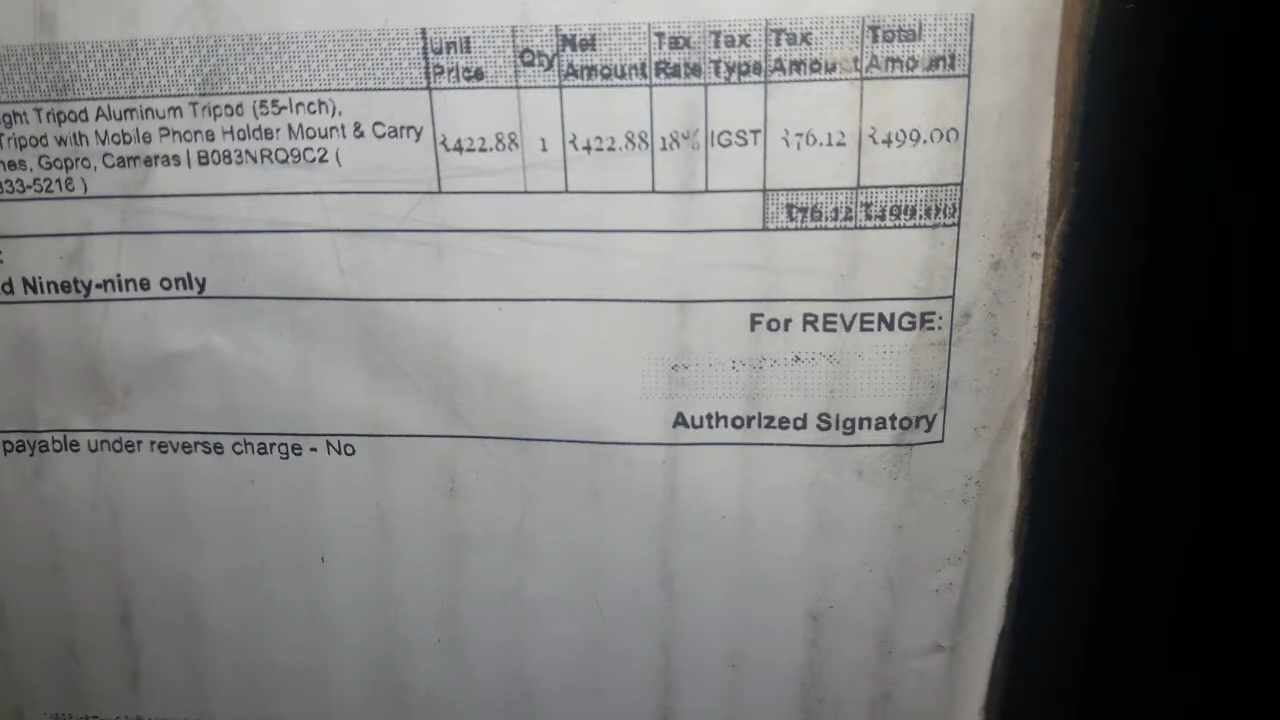 Unit Price Qty Net Amount Tax Rate Tax Type Tax Amount Total Amount
ght Tripod Aluminum Tripod (55-Inch),
Tripod with Mobile Phone Holder Mount & Carry
nes, Gopro, Cameras | B083NRQ9C2 (
333-5216 )
₹422.88 1 ₹422.88 18% IGST ₹76.12 ₹499.00
₹76.12 ₹499.00
:
d Ninety-nine only
For REVENGE:
Authorized Signatory
payable under reverse charge - No